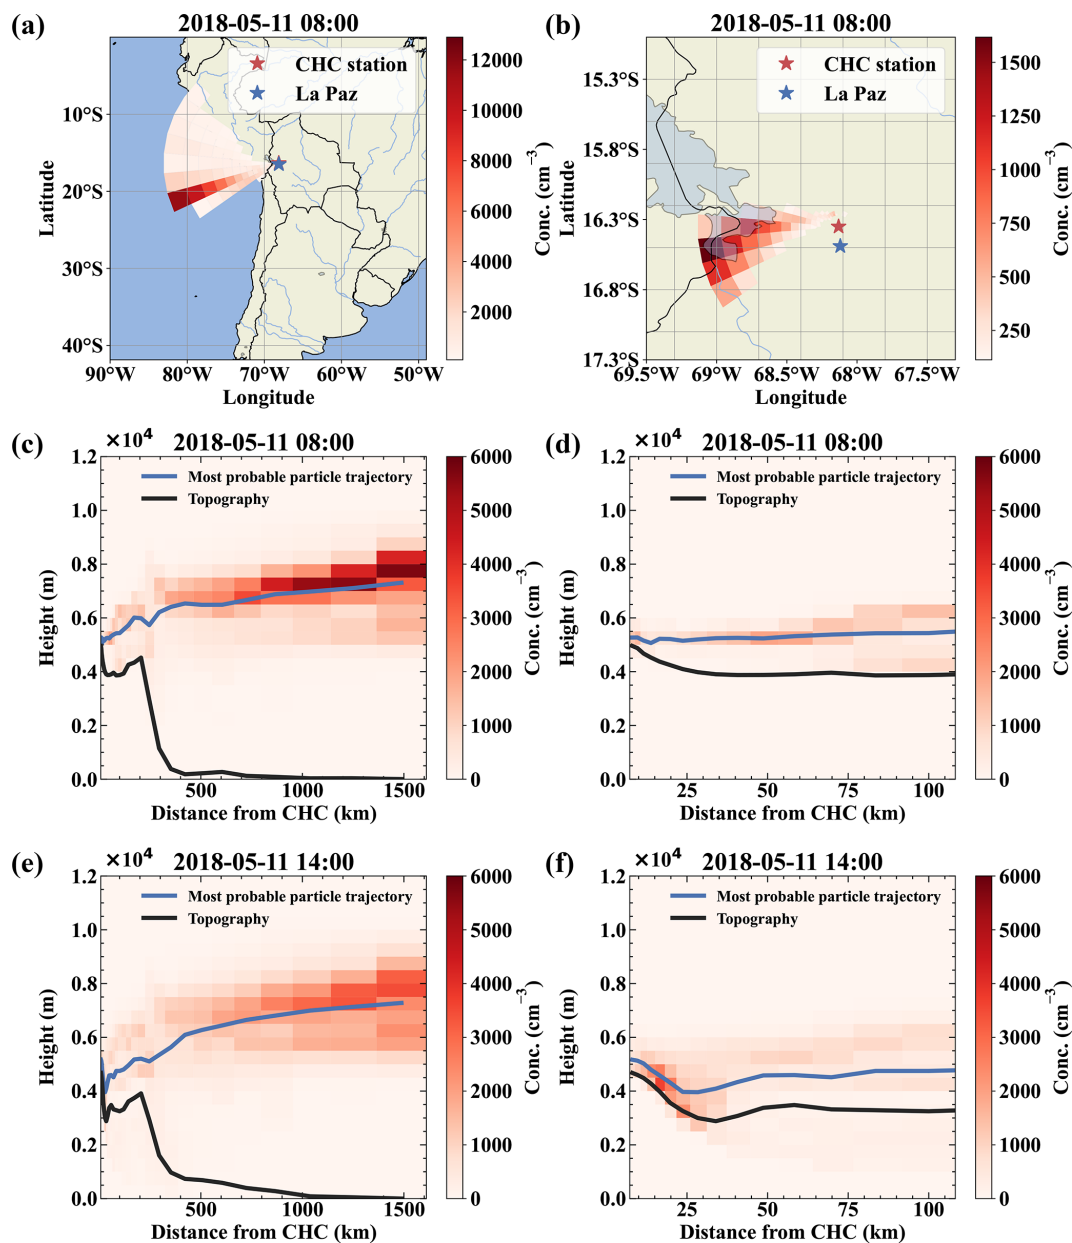 (a)
2018-05-11 08:00
CHC station
La Paz
10°S
20°S
30°S
40°S
90°W 80°W 70°W 60°W 50°W
Latitude
Longitude
12000
10000
8000
6000
4000
2000
Conc. (cm⁻³)
(b)
2018-05-11 08:00
CHC station
La Paz
15.3°S
15.8°S
16.3°S
16.8°S
17.3°S
69.5°W 69°W 68.5°W 68°W 67.5°W
Latitude
Longitude
1500
1250
1000
750
500
250
Conc. (cm⁻³)
(c)
×10⁴
2018-05-11 08:00
Most probable particle trajectory
Topography
1.2
1.0
0.8
0.6
0.4
0.2
0.0
500 1000 1500
Height (m)
Distance from CHC (km)
6000
5000
4000
3000
2000
1000
0
Conc. (cm⁻³)
(d)
×10⁴
2018-05-11 08:00
Most probable particle trajectory
Topography
1.2
1.0
0.8
0.6
0.4
0.2
0.0
25 50 75 100
Height (m)
Distance from CHC (km)
6000
5000
4000
3000
2000
1000
0
Conc. (cm⁻³)
(e)
×10⁴
2018-05-11 14:00
Most probable particle trajectory
Topography
1.2
1.0
0.8
0.6
0.4
0.2
0.0
500 1000 1500
Height (m)
Distance from CHC (km)
6000
5000
4000
3000
2000
1000
0
Conc. (cm⁻³)
(f)
×10⁴
2018-05-11 14:00
Most probable particle trajectory
Topography
1.2
1.0
0.8
0.6
0.4
0.2
0.0
25 50 75 100
Height (m)
Distance from CHC (km)
6000
5000
4000
3000
2000
1000
0
Conc. (cm⁻³)